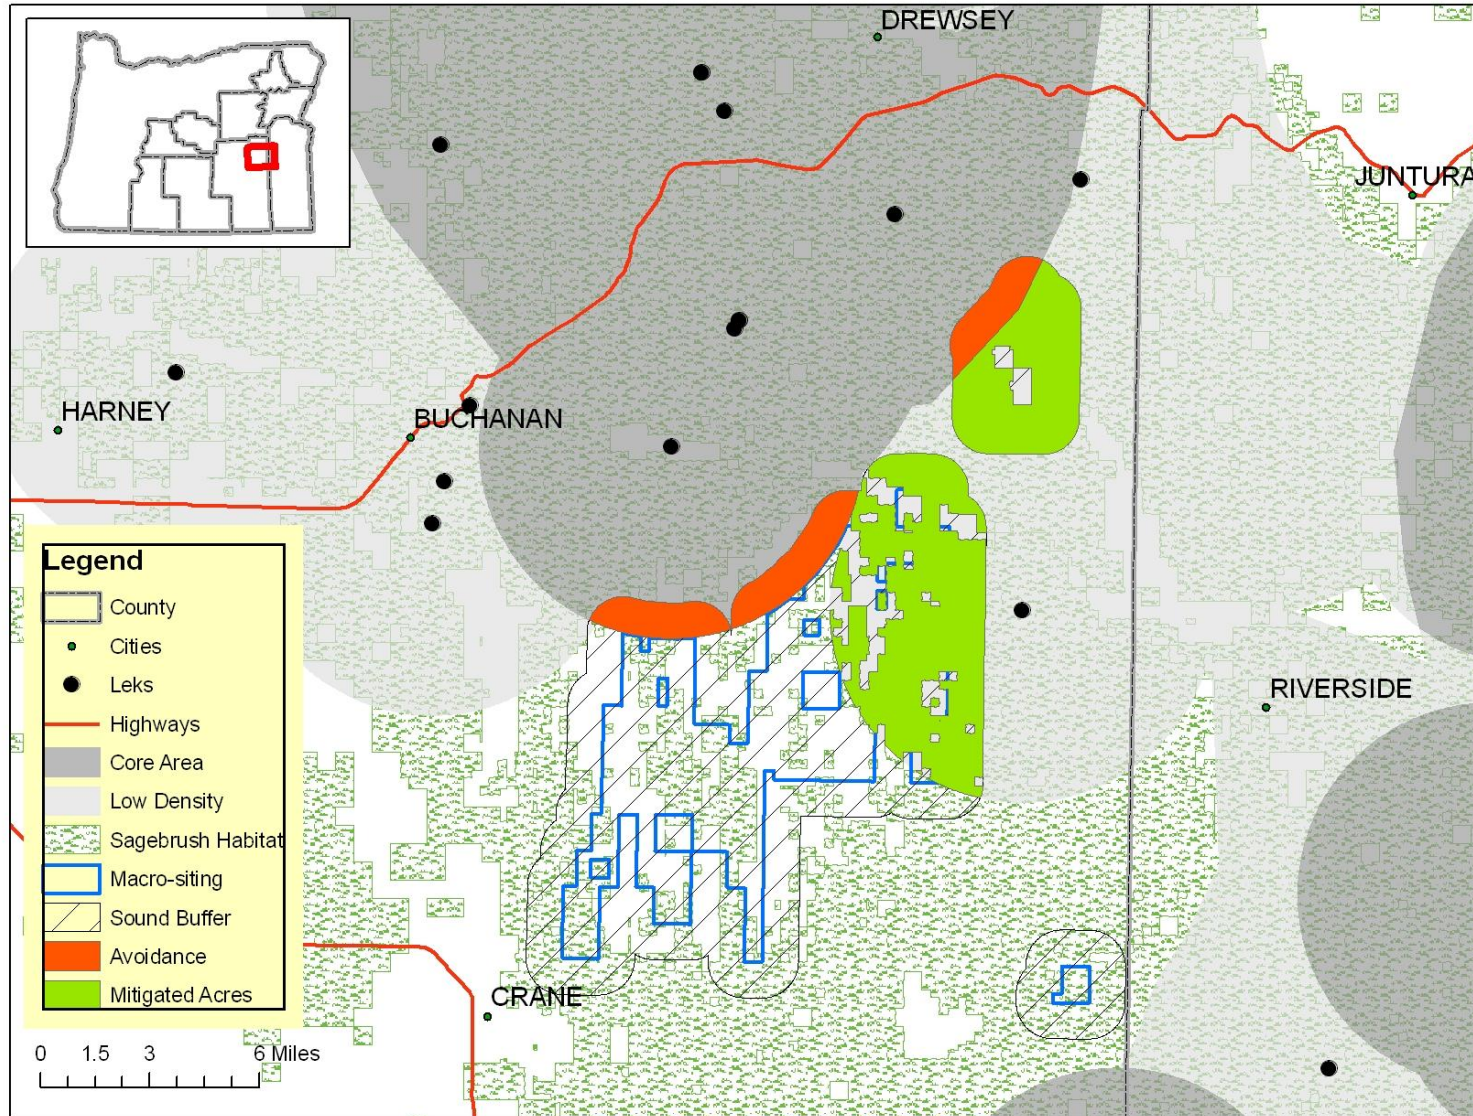 DREWSEY
JUNTURA
HARNEY
BUCHANAN
Legend
County
Cities
Leks
Highways
Core Area
Low Density
Sagebrush Habitat
Macro-siting
Sound Buffer
Avoidance
Mitigated Acres
RIVERSIDE
CRANE
0 1.5 3 6 Miles